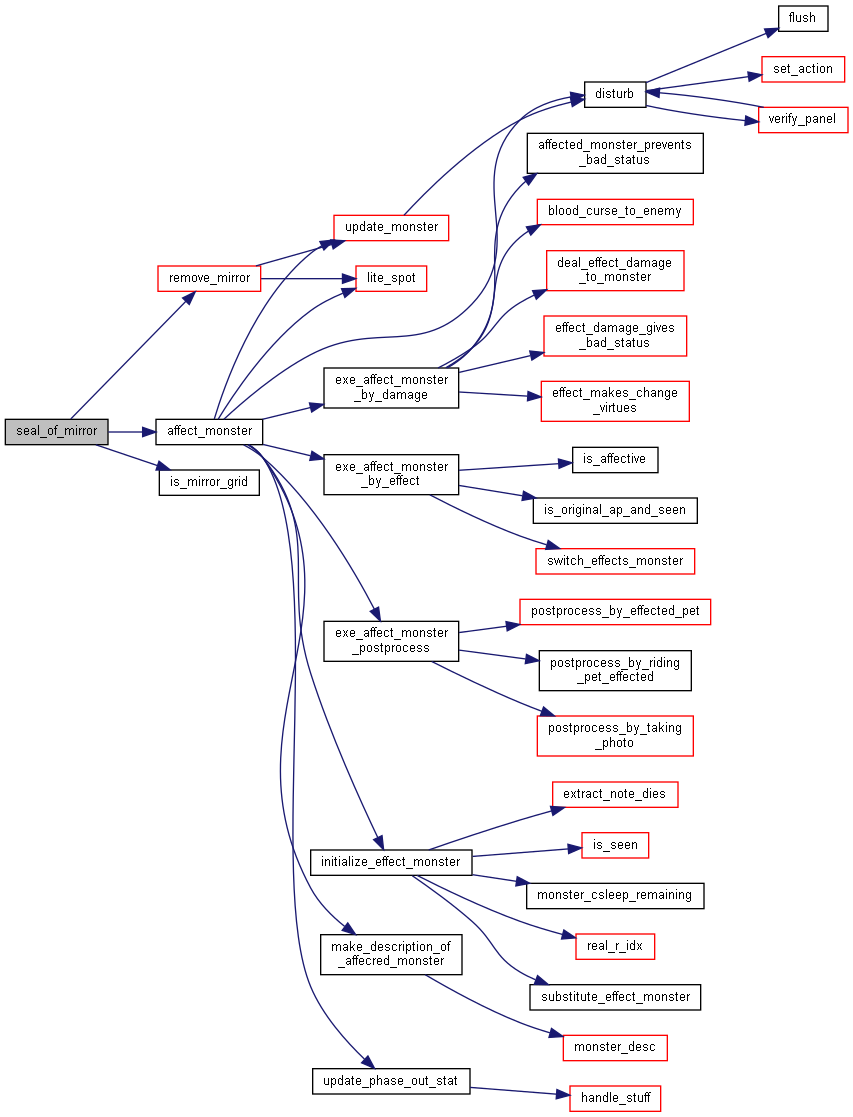 flush
set_action
disturb
verify_panel
affected_monster_prevents
_bad_status
blood_curse_to_enemy
update_monster
deal_effect_damage
_to_monster
remove_mirror
lite_spot
effect_damage_gives
_bad_status
exe_affect_monster
_by_damage
effect_makes_change
_virtues
seal_of_mirror
affect_monster
is_mirror_grid
exe_affect_monster
_by_effect
is_affective
is_original_ap_and_seen
switch_effects_monster
postprocess_by_effected_pet
exe_affect_monster
_postprocess
postprocess_by_riding
_pet_effected
postprocess_by_taking
_photo
extract_note_dies
is_seen
initialize_effect_monster
monster_csleep_remaining
real_r_idx
make_description_of
_affecred_monster
substitute_effect_monster
monster_desc
update_phase_out_stat
handle_stuff